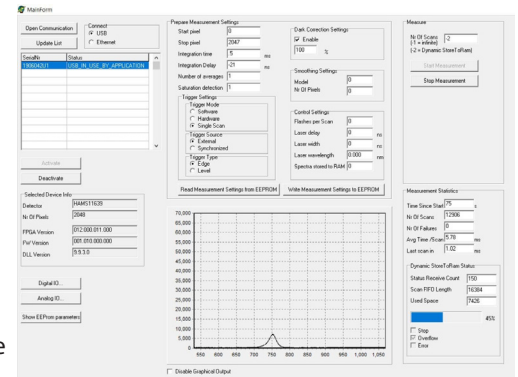 MainForm
Open Communication
Update List
Connect
USB
Ethernet
SerialNr Status
1906042U1 USB_IN_USE_BY_APPLICATION
Activate
Deactivate
Selected Device Info
Detector HAMS11639
Nr Of Pixels 2048
FPGA Version 012.000.011.000
FW Version 001.010.000.000
DLL Version 9.9.3.0
Digital IO...
Analog IO...
Show EEProm parameters
e
Prepare Measurement Settings
Start pixel 0
Stop pixel 2047
Integration time 5 ms
Integration Delay -21 ns
Number of averages 1
Saturation detection 1
Trigger Settings
Trigger Mode
Software
Hardware
Single Scan
Trigger Source
External
Synchronized
Trigger Type
Edge
Level
Dark Correction Settings
Enable
100 %
Smoothing Settings
Model 0
Nr Of Pixels 0
Control Settings
Flashes per Scan 0
Laser delay 0 ns
Laser width 0 ns
Laser wavelength 0.000 nm
Spectra stored to RAM 0
Read Measurement Settings from EEPROM
Write Measurement Settings to EEPROM
70,000
65,000
60,000
55,000
50,000
45,000
40,000
35,000
30,000
25,000
20,000
15,000
10,000
5,000
0
550 600 650 700 750 800 850 900 950 1,000 1,050
Disable Graphical Output
Measure
Nr Of Scans -2
(-1 = infinite)
(-2 = Dynamic StoreToRam)
Start Measurement
Stop Measurement
Measurement Statistics
Time Since Start 75 s
Nr Of Scans 12906
Nr Of Failures 0
Avg Time /Scan 5.78 ms
Last scan in 1.02 ms
Dynamic StoreToRam Status
Status Receive Count 150
Scan FIFO Length 16384
Used Space 7426
45%
Stop
Overflow
Error